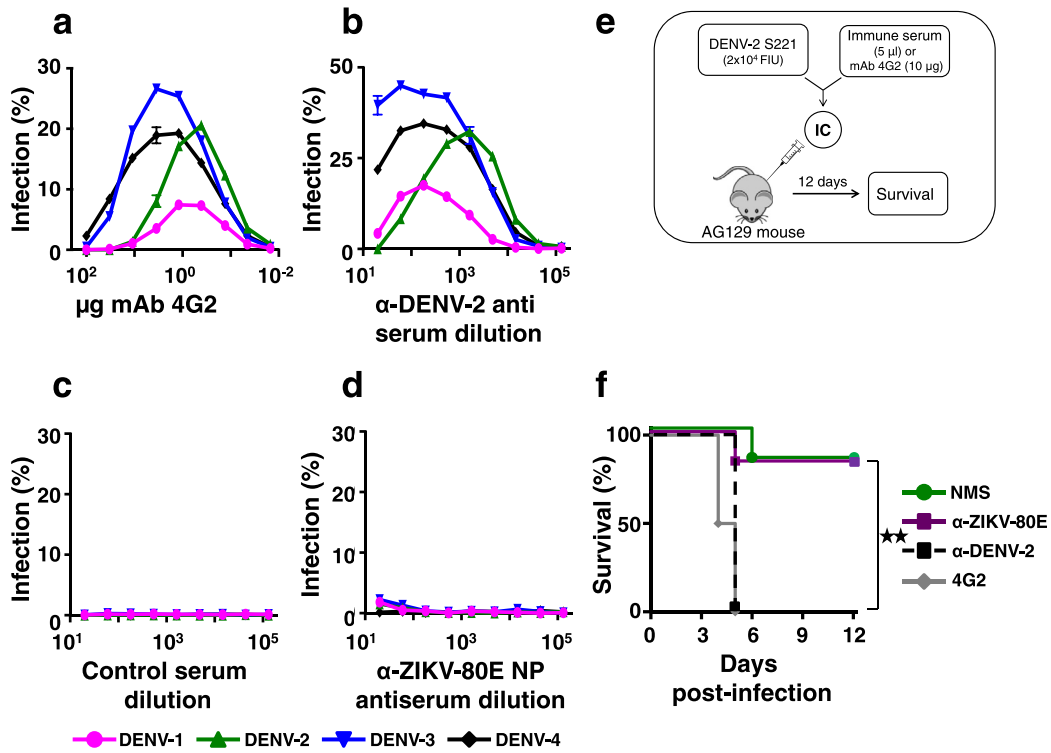 a
30
20
10
0
Infection (%)
10² 10⁰ 10⁻²
µg mAb 4G2
b
50
25
0
Infection (%)
10¹ 10³ 10⁵
α-DENV-2 anti
serum dilution
e
DENV-2 S221
(2x10⁴ FIU)
Immune serum
(5 µl) or
mAb 4G2 (10 µg)
IC
12 days
Survival
AG129 mouse
c
30
20
10
0
Infection (%)
10¹ 10³ 10⁵
Control serum
dilution
d
30
20
10
0
Infection (%)
10¹ 10³ 10⁵
α-ZIKV-80E NP
antiserum dilution
DENV-1 DENV-2 DENV-3 DENV-4
f
100
50
0
Survival (%)
0 3 6 9 12
Days
post-infection
NMS
α-ZIKV-80E
α-DENV-2
4G2
★★